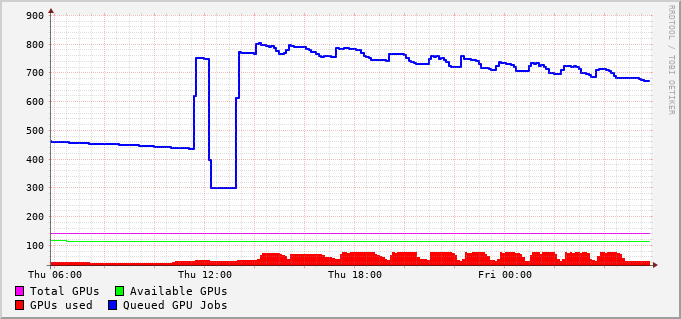 900
800
700
600
500
400
300
200
100
Thu 06:00 Thu 12:00 Thu 18:00 Fri 00:00
Total GPUs Available GPUs
GPUs used Queued GPU Jobs
RRDTOOL / TOBI OETIKER